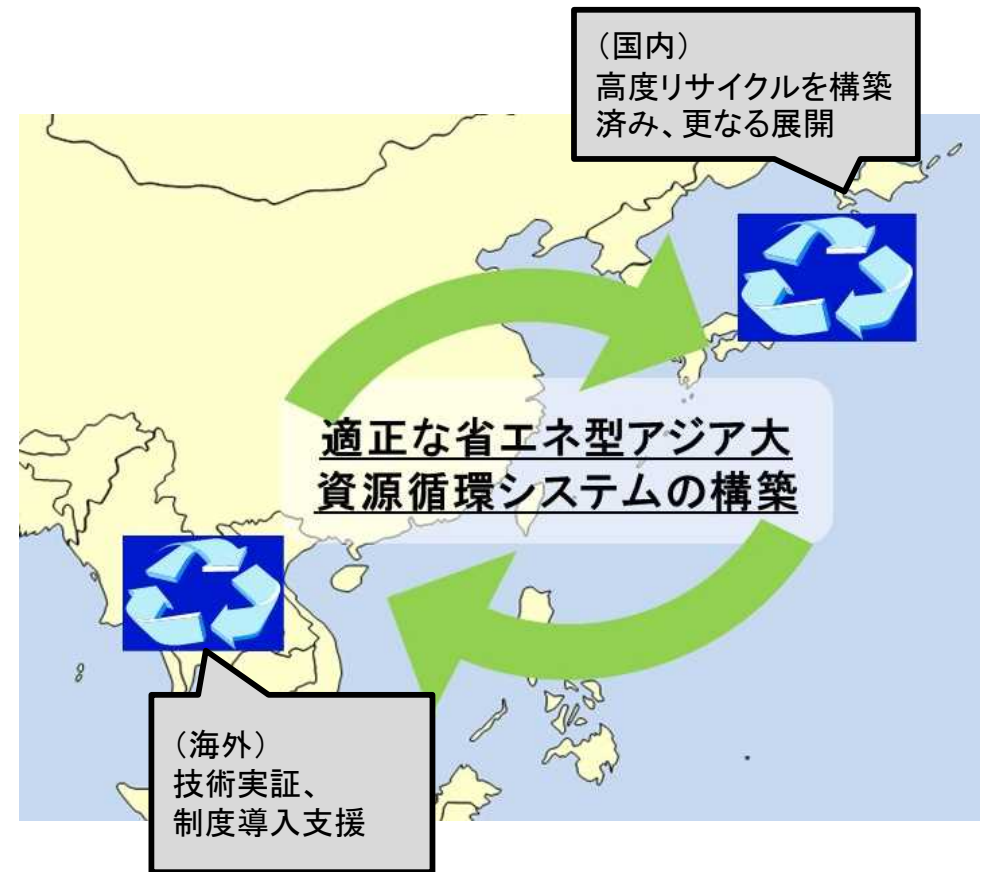 （国内）
高度リサイクルを構築
済み、更なる展開
適正な省エネ型アジア大
資源循環システムの構築
（海外）
技術実証、
制度導入支援